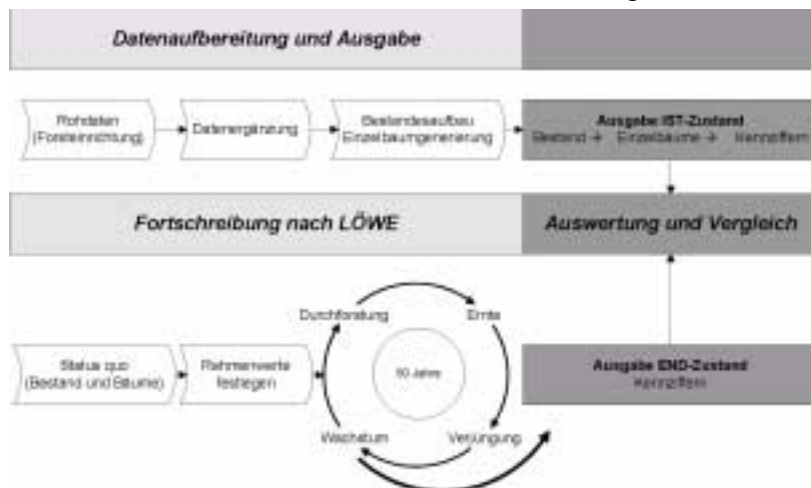 Datenaufbereitung und Ausgabe
Rohdaten
(Forsteinrichtung)
Datenergänzung
Bestandesaufbau
Einzelbaumgenerierung
Ausgabe IST-Zustand
Bestand → Einzelbäume → Kennziffern
Fortschreibung nach LÖWE
Auswertung und Vergleich
Durchforstung
Ernte
Status quo
(Bestand und Bäume)
Rahmenwerte
festlegen
50 Jahre
Ausgabe END-Zustand
Kennziffern
Wachstum
Verjüngung